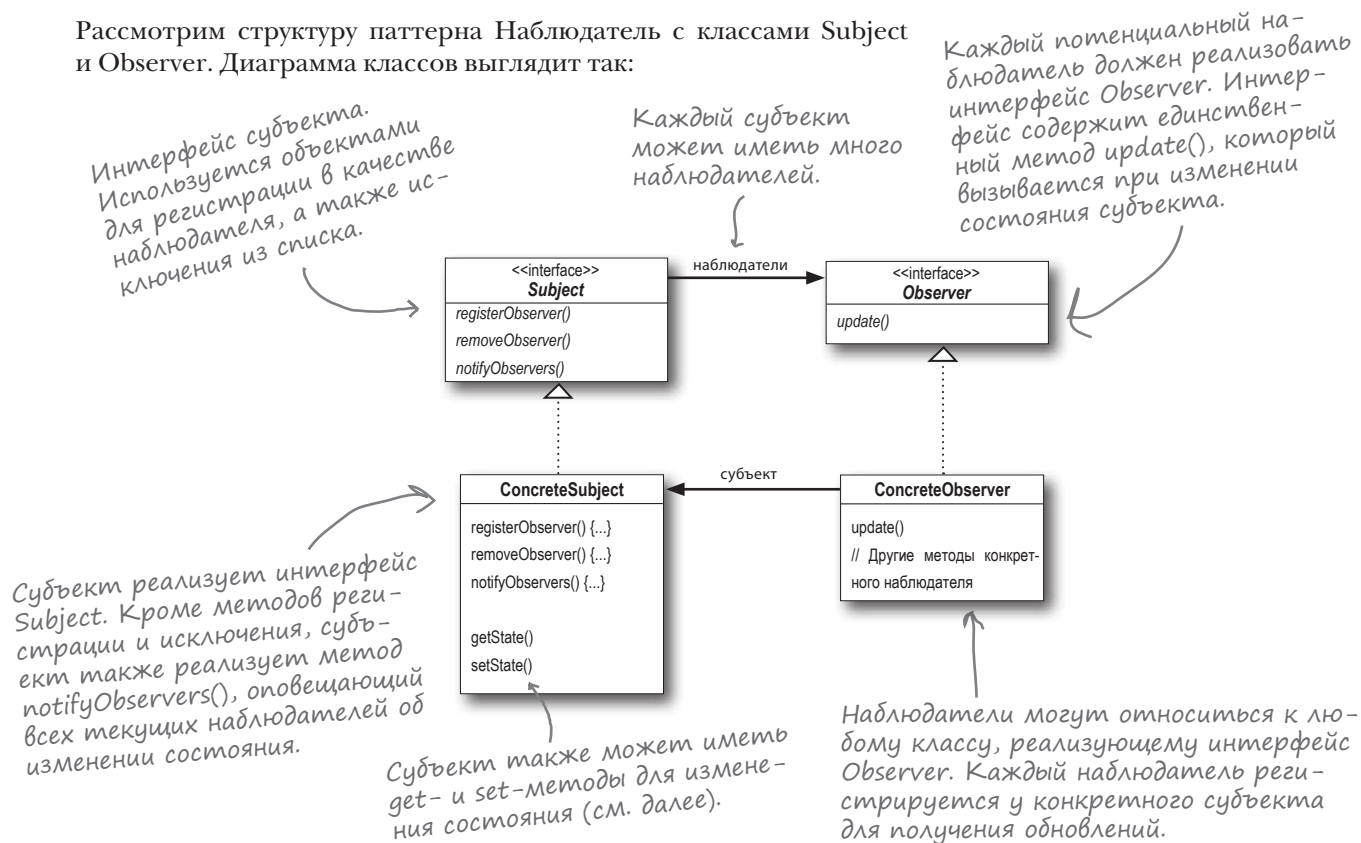 Рассмотрим структуру паттерна Наблюдатель с классами Subject
и Observer. Диаграмма классов выглядит так:
Интерфейс субъекта.
Используется объектами
для регистрации в качестве
наблюдателя, а также ис-
ключения из списка.
Каждый субъект
может иметь много
наблюдателей.
Каждый потенциальный на-
блюдатель должен реализовать
интерфейс Observer. Интер-
фейс содержит единствен-
ный метод update(), который
вызывается при изменении
состояния субъекта.
<<interface>>
Subject
registerObserver()
removeObserver()
notifyObservers()
наблюдатели
<<interface>>
Observer
update()
ConcreteSubject
registerObserver() {...}
removeObserver() {...}
notifyObservers() {...}
getState()
setState()
субъект
ConcreteObserver
update()
// Другие методы конкрет-
ного наблюдателя
Субъект реализует интерфейс
Subject. Кроме методов реги-
страции и исключения, субъ-
ект также реализует метод
notifyObservers(), оповещающий
всех текущих наблюдателей об
изменении состояния.
Субъект также может иметь
get- и set-методы для измене-
ния состояния (см. далее).
Наблюдатели могут относиться к лю-
бому классу, реализующему интерфейс
Observer. Каждый наблюдатель реги-
стрируется у конкретного субъекта
для получения обновлений.